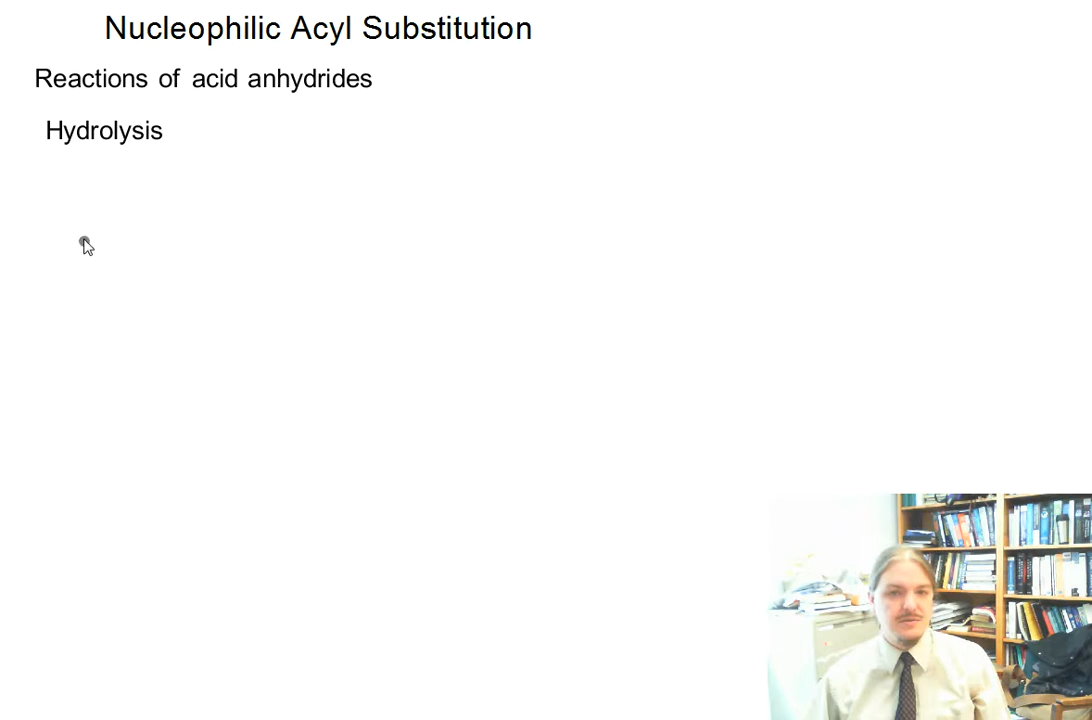 Nucleophilic Acyl Substitution
Reactions of acid anhydrides
Hydrolysis